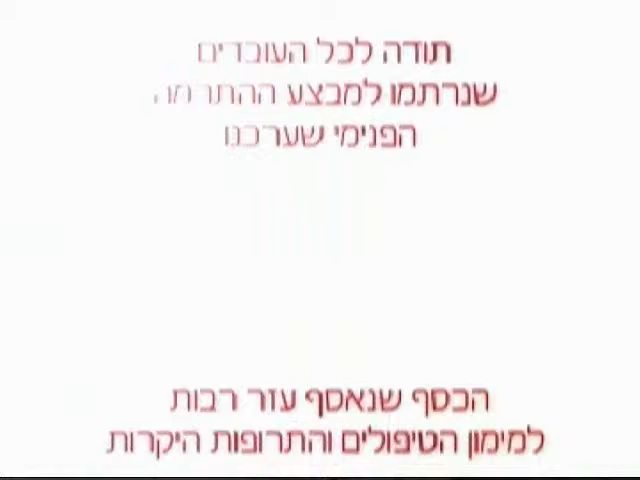 תודה לכל העובדים
שנרתמו למבצע ההתרמה
הפנימי שערכנו
הכסף שנאסף עזר רבות
למימון הטיפולים והתרופות היקרות